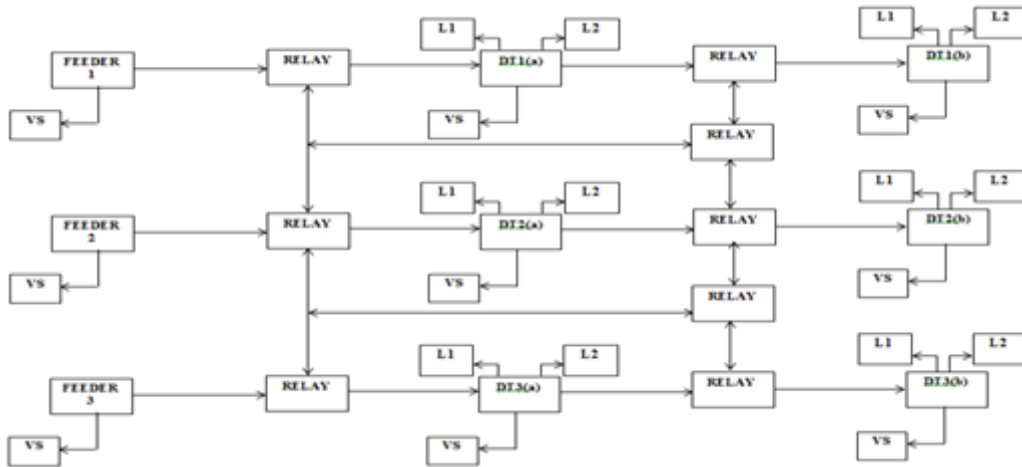 L1
L2
L1
L2
FEEDER
1
RELAY
DT1(a)
RELAY
DT1(b)
VS
VS
VS
RELAY
L1
L2
L1
L2
FEEDER
2
RELAY
DT2(a)
RELAY
DT2(b)
VS
VS
VS
RELAY
L1
L2
L1
L2
FEEDER
3
RELAY
DT3(a)
RELAY
DT3(b)
VS
VS
VS